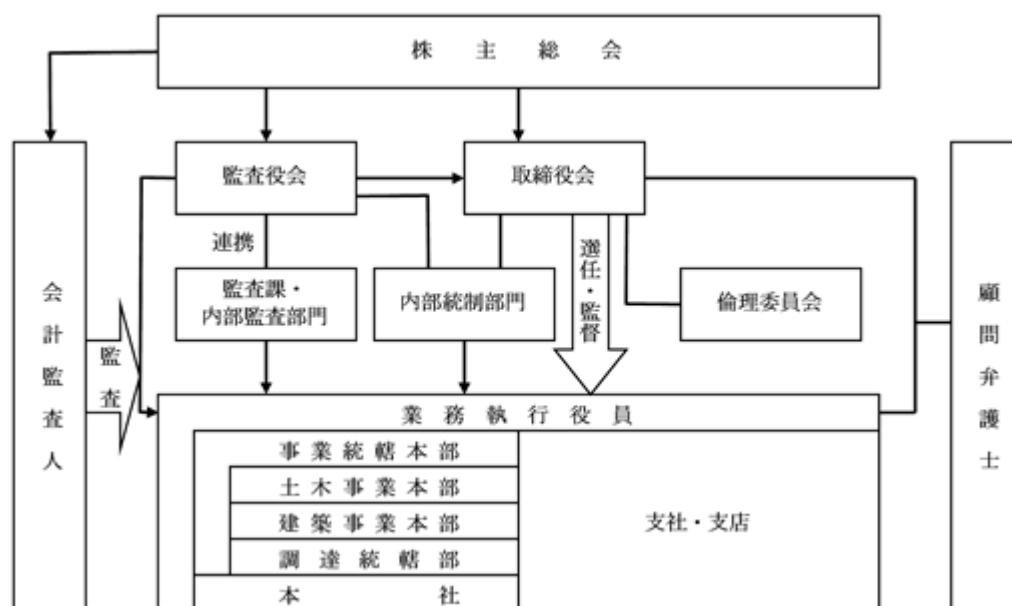 株主総会
監査役会
取締役会
連携
選任・監督
監査課・
内部監査部門
内部統制部門
倫理委員会
会計監査人
監査
顧問弁護士
業務執行役員
事業統轄本部
土木事業本部
建築事業本部
調達統轄部
本社
支社・支店